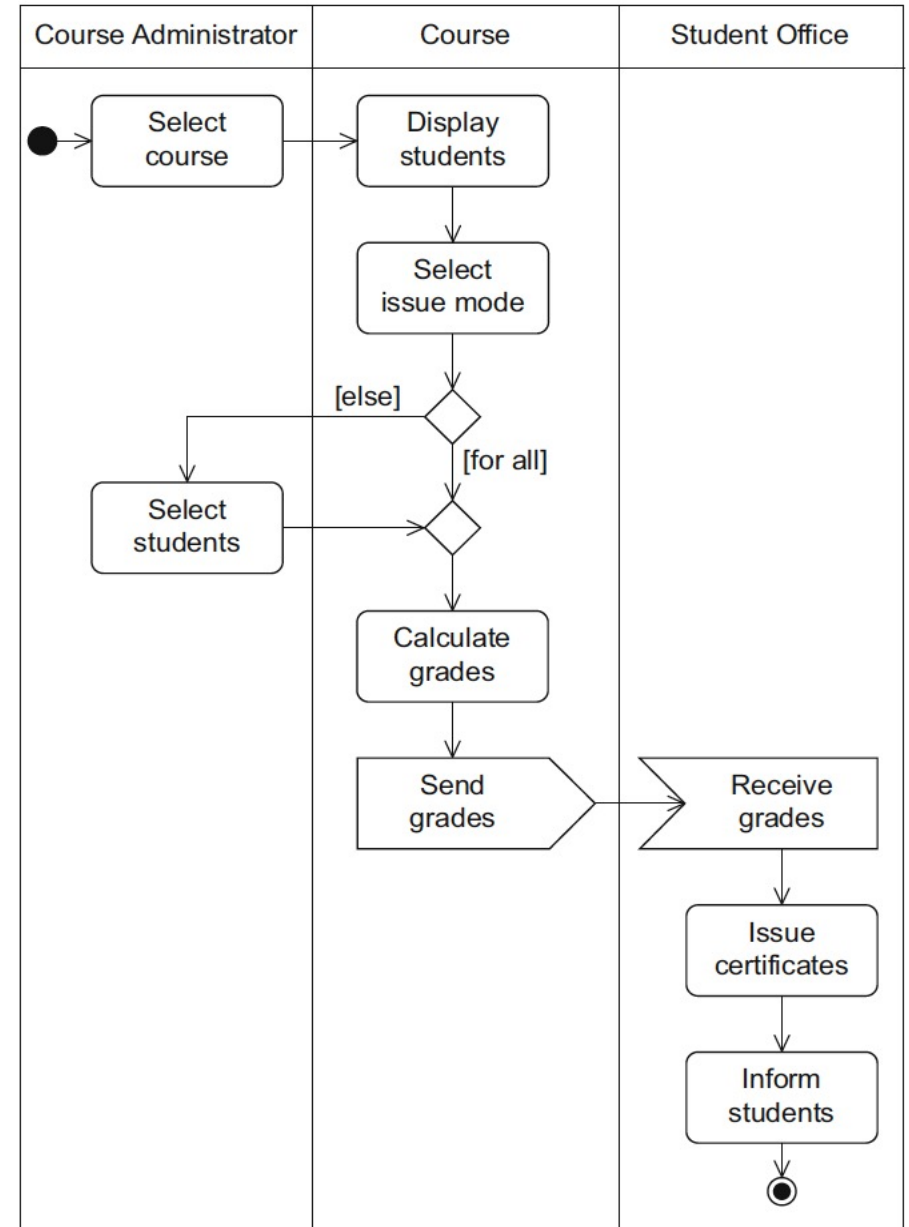 Course Administrator
Course
Student Office
Select
course
Display
students
Select
issue mode
[else]
[for all]
Select
students
Calculate
grades
Send
grades
Receive
grades
Issue
certificates
Inform
students